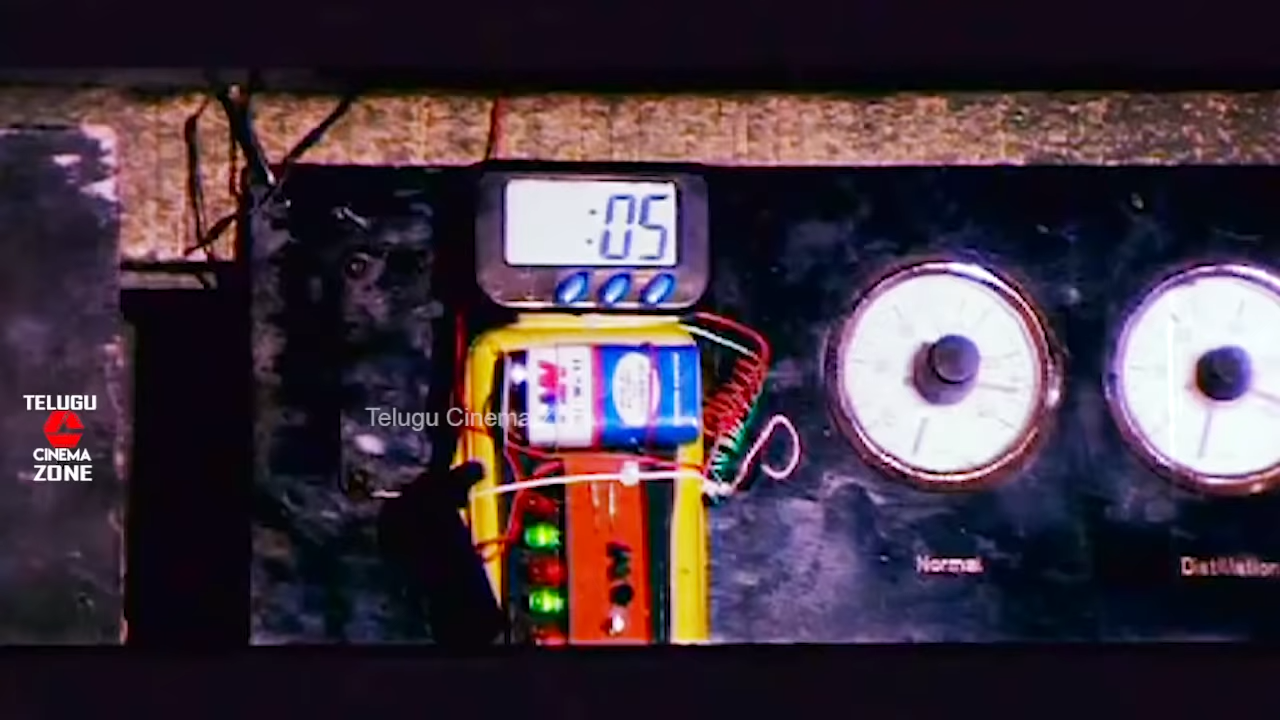 :05
TELUGU
CINEMA
ZONE
Telugu Cinema
Normal
Distillation